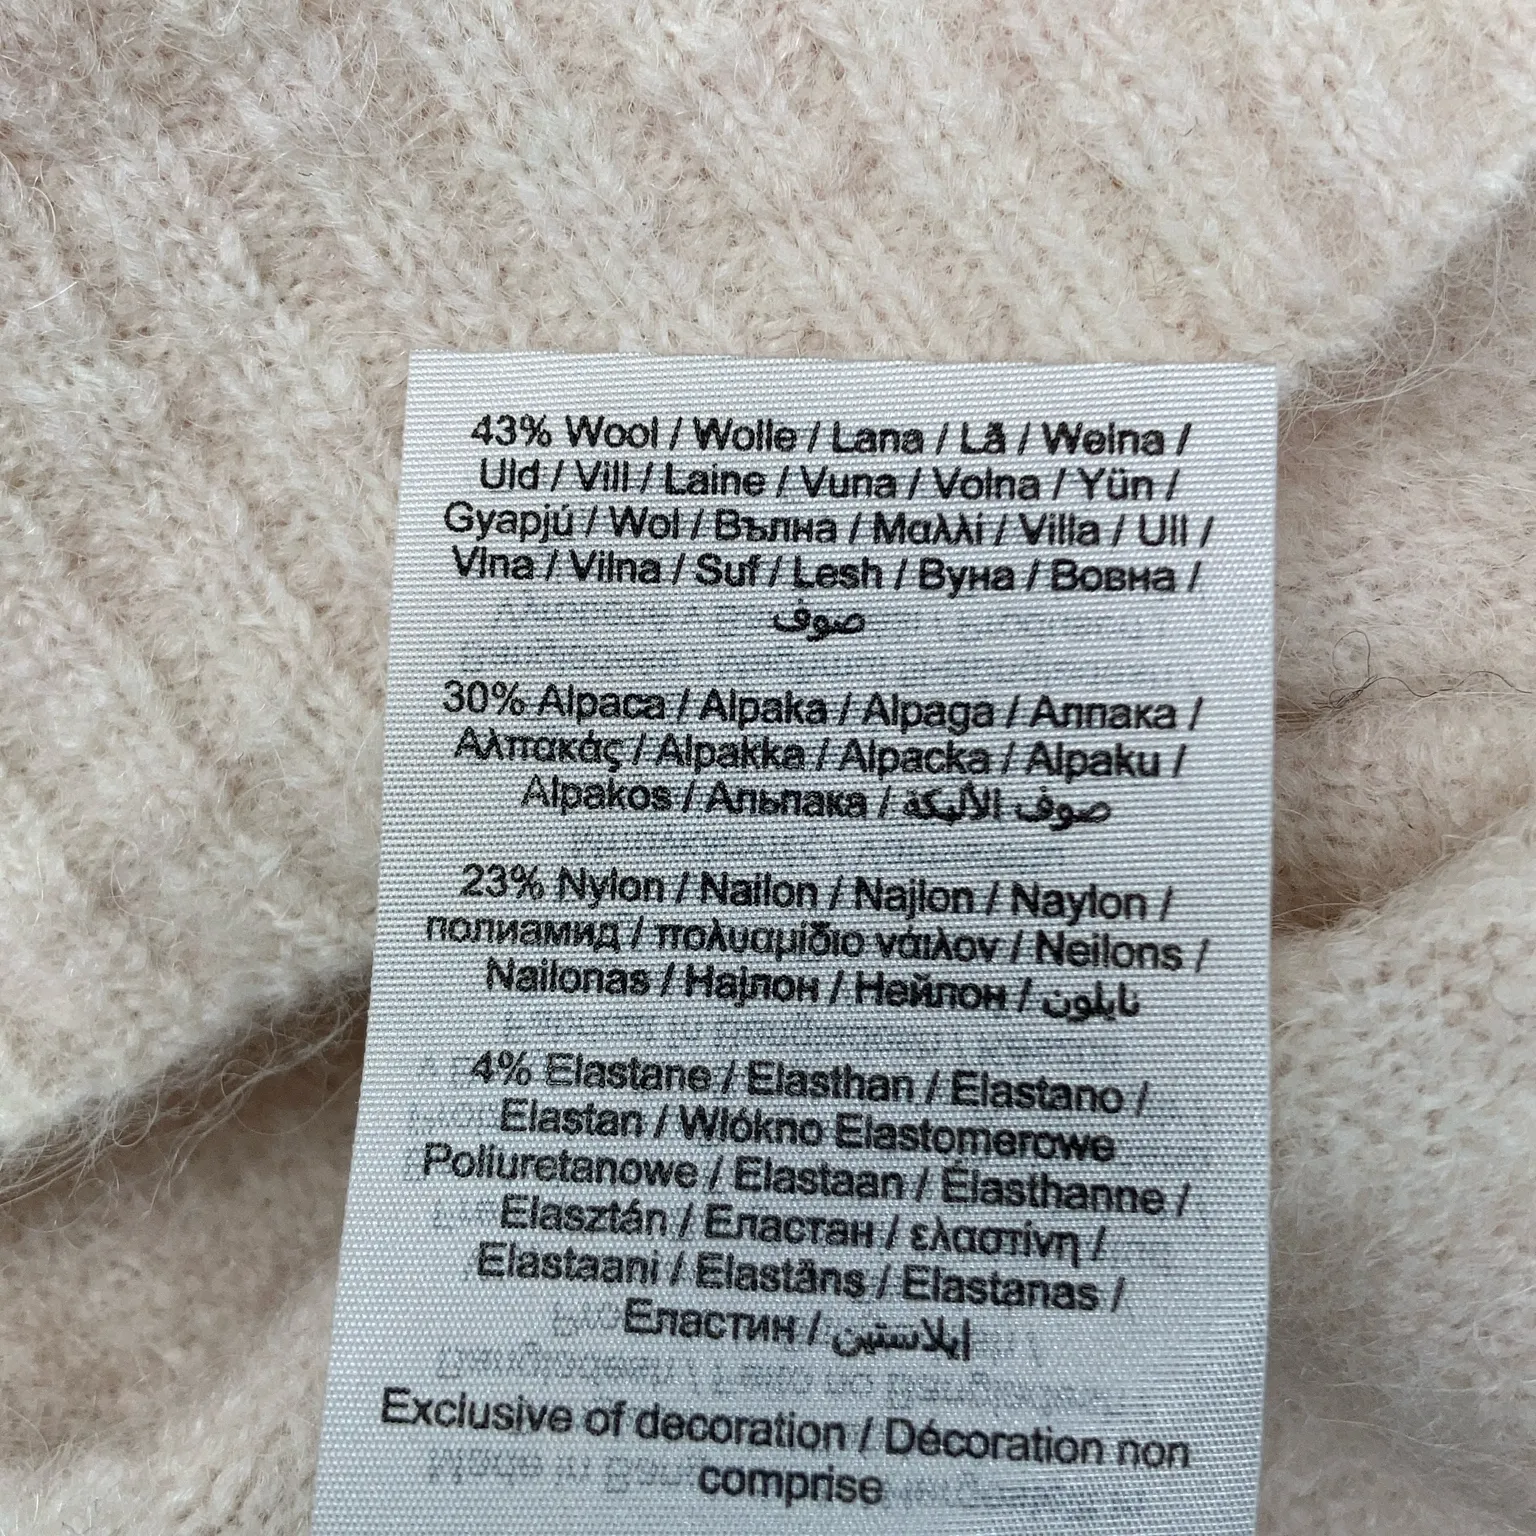 43% Wool / Wolle / Lana / Lã / Wełna /
Uld / Vill / Laine / Vuna / Volna / Yün /
Gyapjú / Wol / Вълна / Μαλλί / Villa / Ull /
Vlna / Vilna / Suf / Lesh / Вуна / Вовна /
صوف
30% Alpaca / Alpaka / Alpaga / Алпака /
Αλπακάς / Alpakka / Alpacka / Alpaku /
Alpakos / Альпака / صوف الألبكة
23% Nylon / Nailon / Najlon / Naylon /
полиамид / πολυαμίδιο νάιλον / Neilons /
Nailonas / Најлон / Нейлон / نايلون
4% Elastane / Elasthan / Elastano /
Elastan / Włókno Elastomerowe
Poliuretanowe / Elastaan / Élasthanne /
Elasztán / Еластан / ελαστίνη /
Elastaani / Elastāns / Elastanas /
Еластин / إيلاستين
Exclusive of decoration / Décoration non
comprise